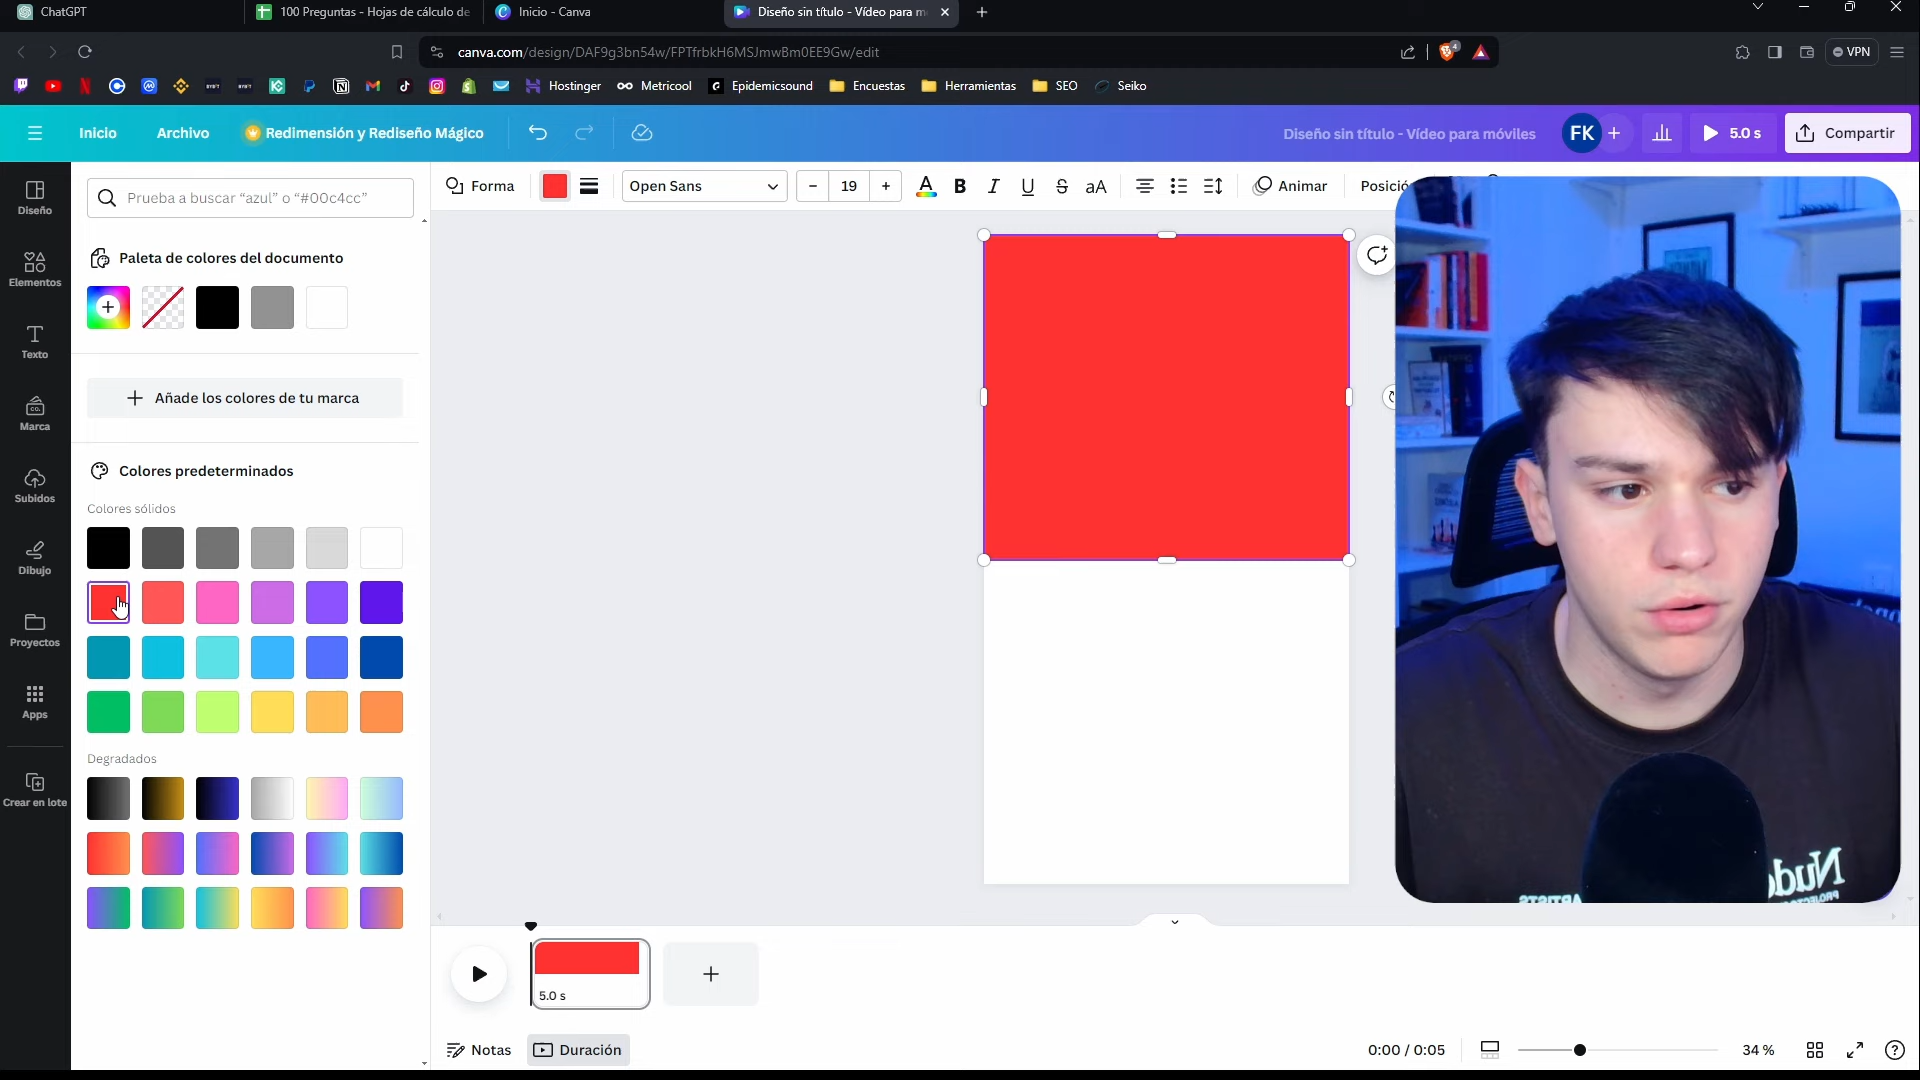 ChatGPT
100 Preguntas - Hojas de cálculo de
Inicio - Canva
Diseño sin título - Vídeo para m
canva.com/design/DAF9g3bn54w/FPTfrbkH6MSJmwBm0EE9Gw/edit
VPN
Hostinger
Metricool
Epidemicsound
Encuestas
Herramientas
SEO
Seiko
Inicio
Archivo
Redimensión y Rediseño Mágico
Diseño sin título - Vídeo para móviles
FK
5.0 s
Compartir
Diseño
Elementos
Texto
Marca
Subidos
Dibujo
Proyectos
Apps
Crear en lote
Prueba a buscar “azul” o “#00c4cc”
Paleta de colores del documento
Añade los colores de tu marca
Colores predeterminados
Colores sólidos
Degradados
Forma
Open Sans
19
A
B
I
U
S
aA
Animar
Posició
5.0 s
Notas
Duración
0:00 / 0:05
34 %